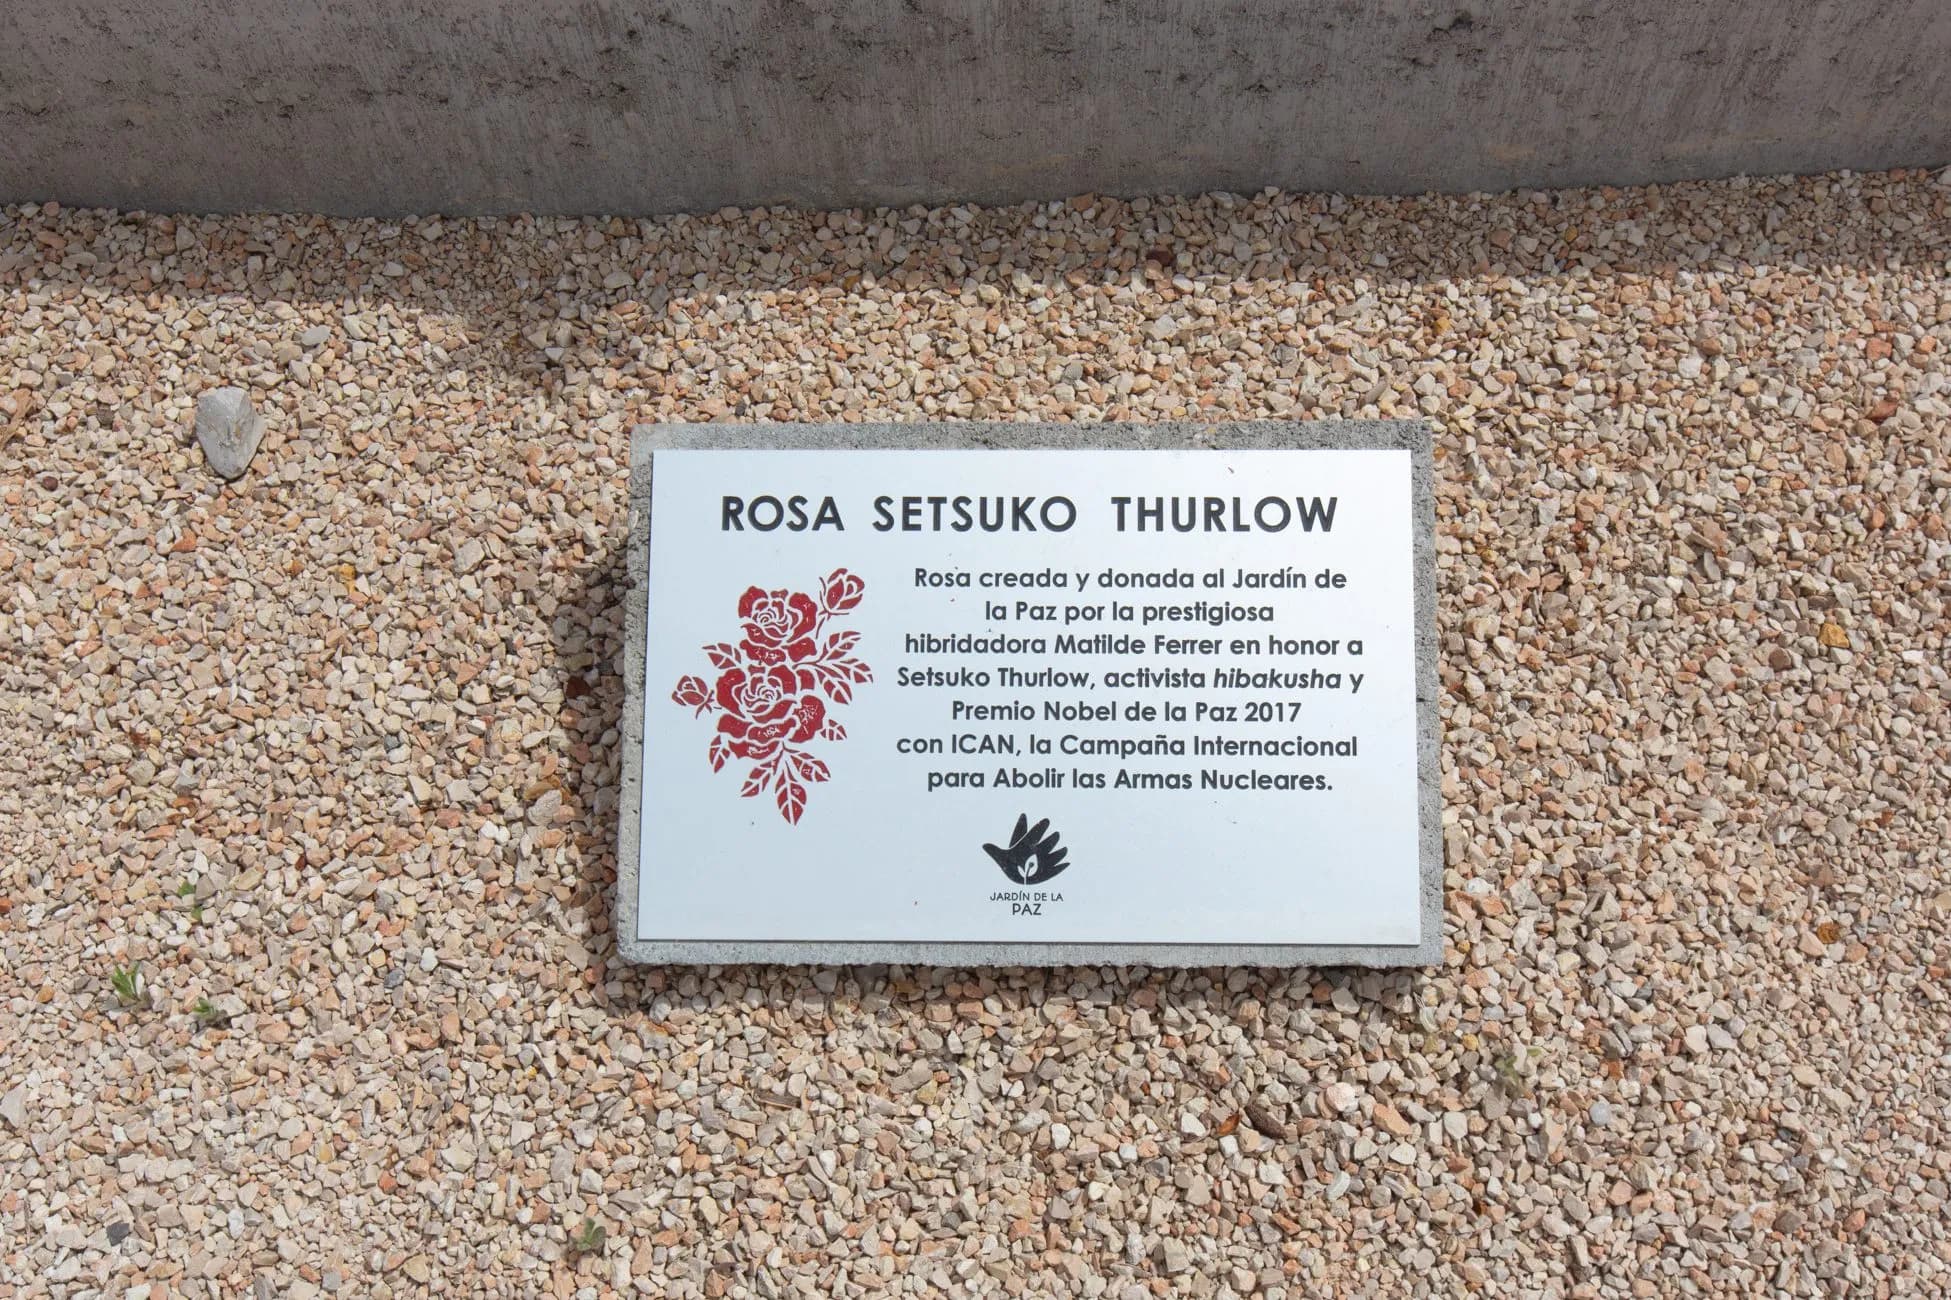 ROSA SETSUKO THURLOW
Rosa creada y donada al Jardín de
la Paz por la prestigiosa
hibridadora Matilde Ferrer en honor a
Setsuko Thurlow, activista hibakusha y
Premio Nobel de la Paz 2017
con ICAN, la Campaña Internacional
para Abolir las Armas Nucleares.
JARDÍN DE LA
PAZ